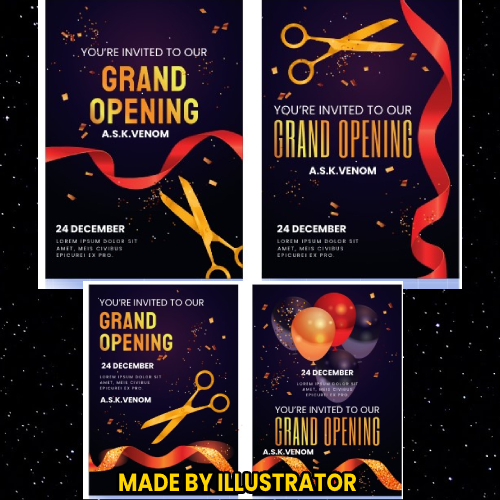 YOU'RE INVITED TO OUR
GRAND
OPENING
A.S.K.VENOM
24 DECEMBER
LOREM IPSUM DOLOR SIT
AMET, MEIS CIVIBUS
EPICUREI EX PRO.
YOU'RE INVITED TO OUR
GRAND OPENING
A.S.K.VENOM
24 DECEMBER
LOREM IPSUM DOLOR SIT
AMET, MEIS CIVIBUS
EPICUREI EX PRO.
YOU'RE INVITED TO OUR
GRAND
OPENING
24 DECEMBER
LOREM IPSUM DOLOR SIT
AMET, MEIS CIVIBUS
EPICUREI EX PRO
A.S.K.VENOM
24 DECEMBER
LOREM IPSUM DOLOR SIT
AMET, MEIS CIVIBUS
EPICUREI EX PRO
YOU'RE INVITED TO OUR
GRAND OPENING
A.S.K.VENOM
MADE BY ILLUSTRATOR